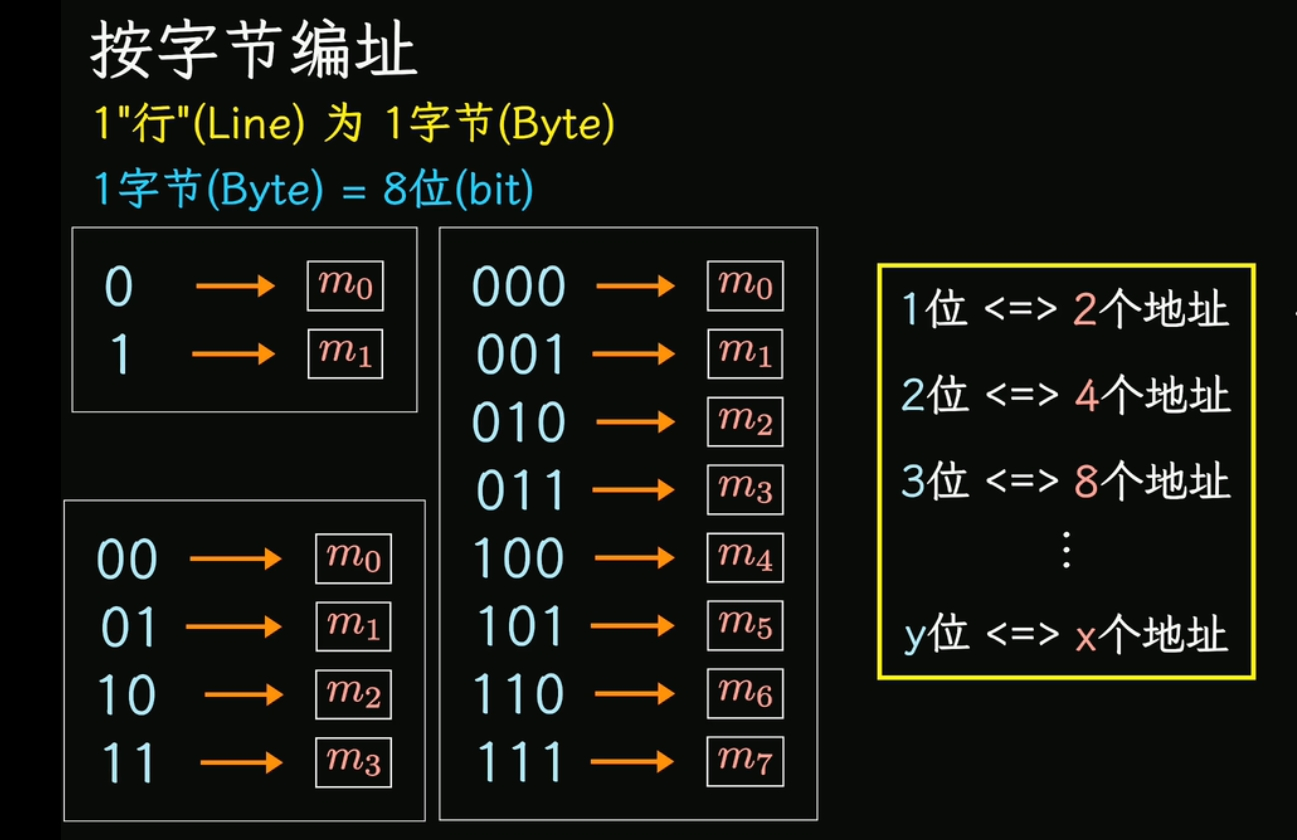 按字节编址
1"行"(Line) 为 1字节(Byte)
1字节(Byte) = 8位(bit)
0 → m₀
1 → m₁
00 → m₀
01 → m₁
10 → m₂
11 → m₃
000 → m₀
001 → m₁
010 → m₂
011 → m₃
100 → m₄
101 → m₅
110 → m₆
111 → m₇
1位 <=> 2个地址
2位 <=> 4个地址
3位 <=> 8个地址
⋮
y位 <=> x个地址